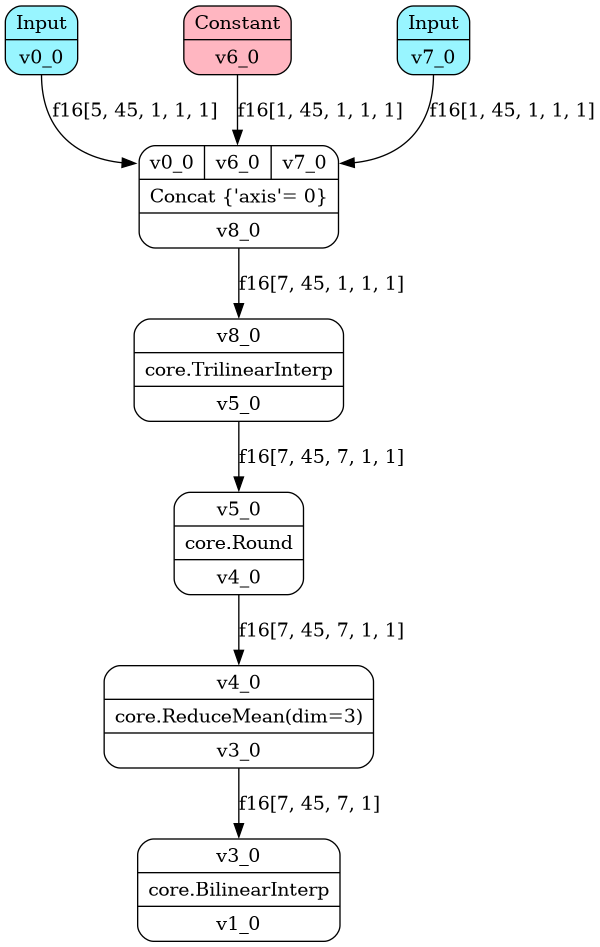 Input
v0_0
Constant
v6_0
Input
v7_0
f16[5, 45, 1, 1, 1]
f16[1, 45, 1, 1, 1]
f16[1, 45, 1, 1, 1]
v0_0
v6_0
v7_0
Concat {'axis'= 0}
v8_0
f16[7, 45, 1, 1, 1]
v8_0
core.TrilinearInterp
v5_0
f16[7, 45, 7, 1, 1]
v5_0
core.Round
v4_0
f16[7, 45, 7, 1, 1]
v4_0
core.ReduceMean(dim=3)
v3_0
f16[7, 45, 7, 1]
v3_0
core.BilinearInterp
v1_0